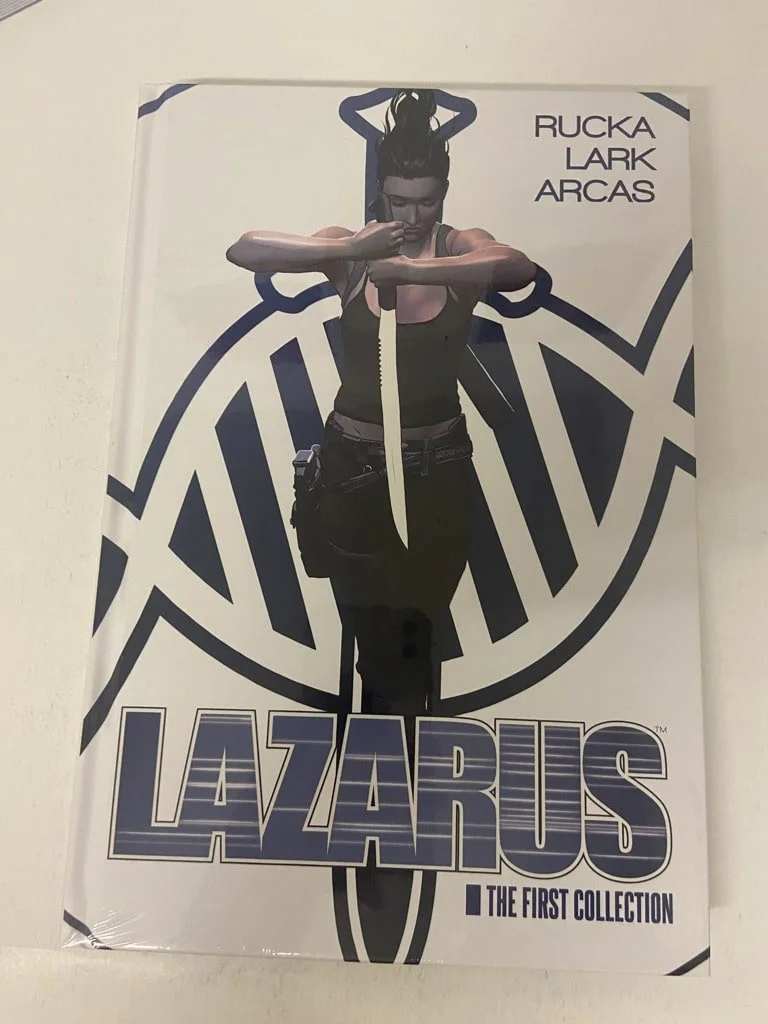 RUCKA
LARK
ARCAS
LAZARUS™
THE FIRST COLLECTION